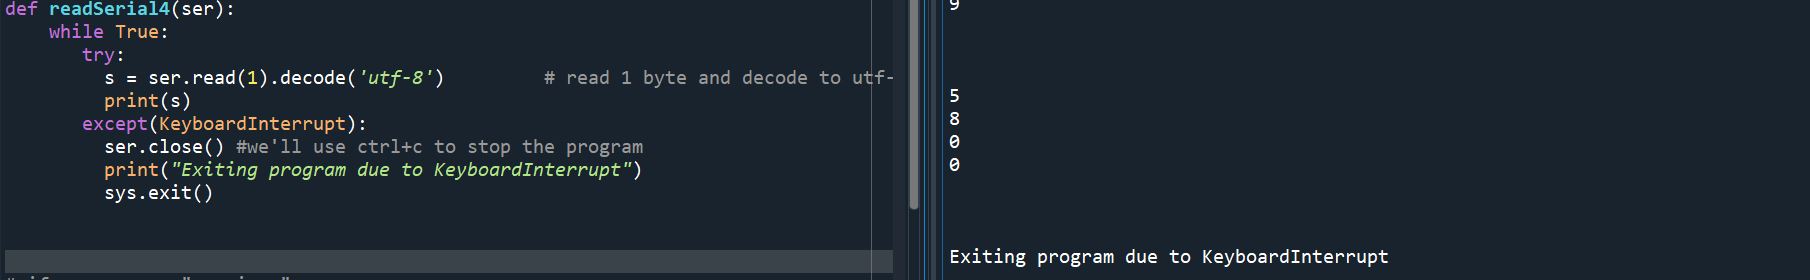 def readSerial4(ser):
while True:
try:
s = ser.read(1).decode('utf-8') # read 1 byte and decode to utf-
print(s)
except(KeyboardInterrupt):
ser.close() #we'll use ctrl+c to stop the program
print("Exiting program due to KeyboardInterrupt")
sys.exit()
9
5
8
0
0
Exiting program due to KeyboardInterrupt